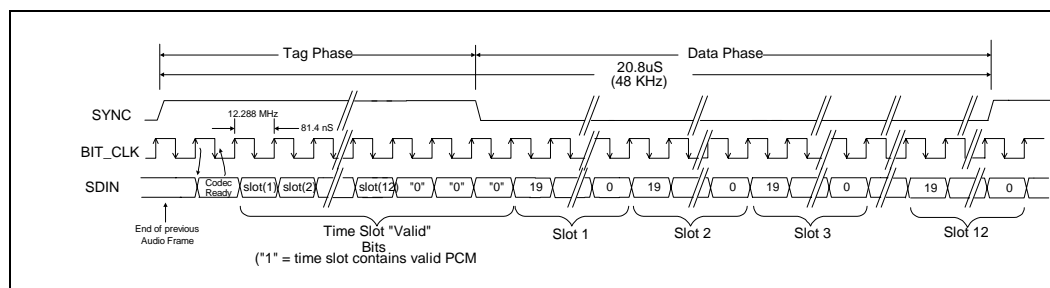 Tag Phase
Data Phase
20.8uS
(48 KHz)
SYNC
12.288 MHz
81.4 nS
BIT_CLK
SDIN
Codec
Ready
slot(1)
slot(2)
slot(12)
"0"
"0"
"0"
19
0
19
0
19
0
19
0
End of previous
Audio Frame
Time Slot "Valid"
Bits
("1" = time slot contains valid PCM
Slot 1
Slot 2
Slot 3
Slot 12